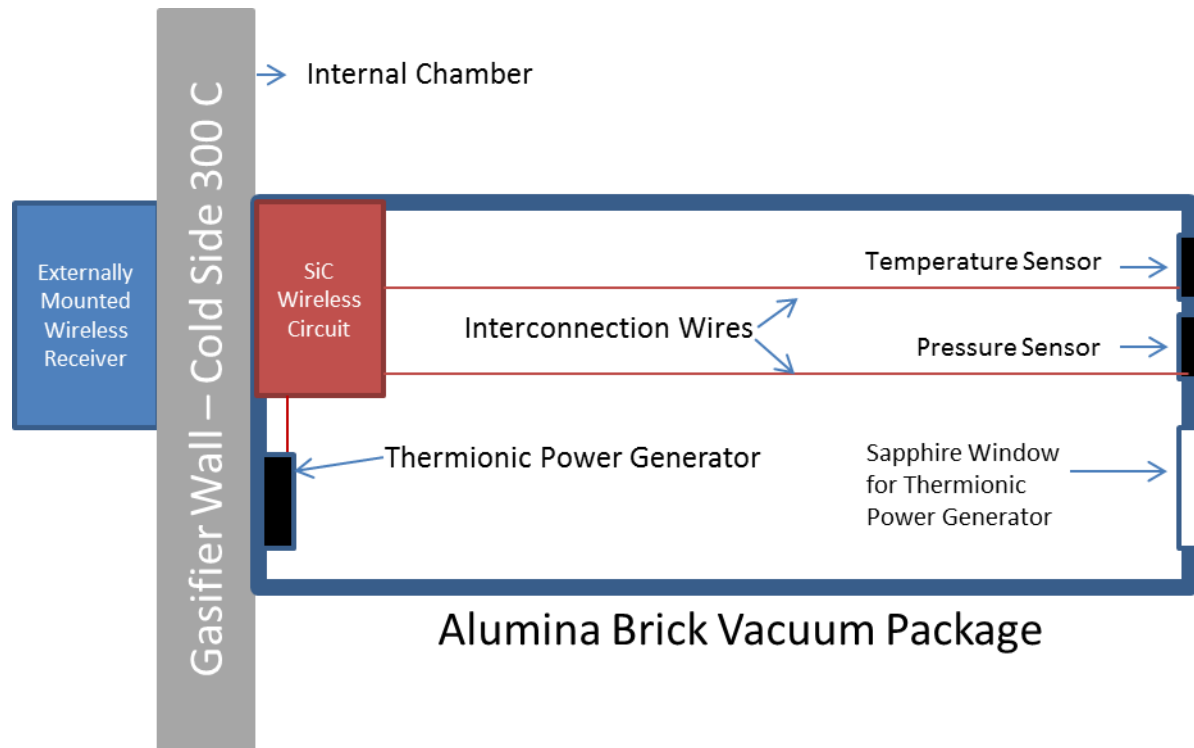 Internal Chamber
Gasifier Wall – Cold Side 300 C
Externally
Mounted
Wireless
Receiver
SiC
Wireless
Circuit
Temperature Sensor
Interconnection Wires
Pressure Sensor
Thermionic Power Generator
Sapphire Window
for Thermionic
Power Generator
Alumina Brick Vacuum Package